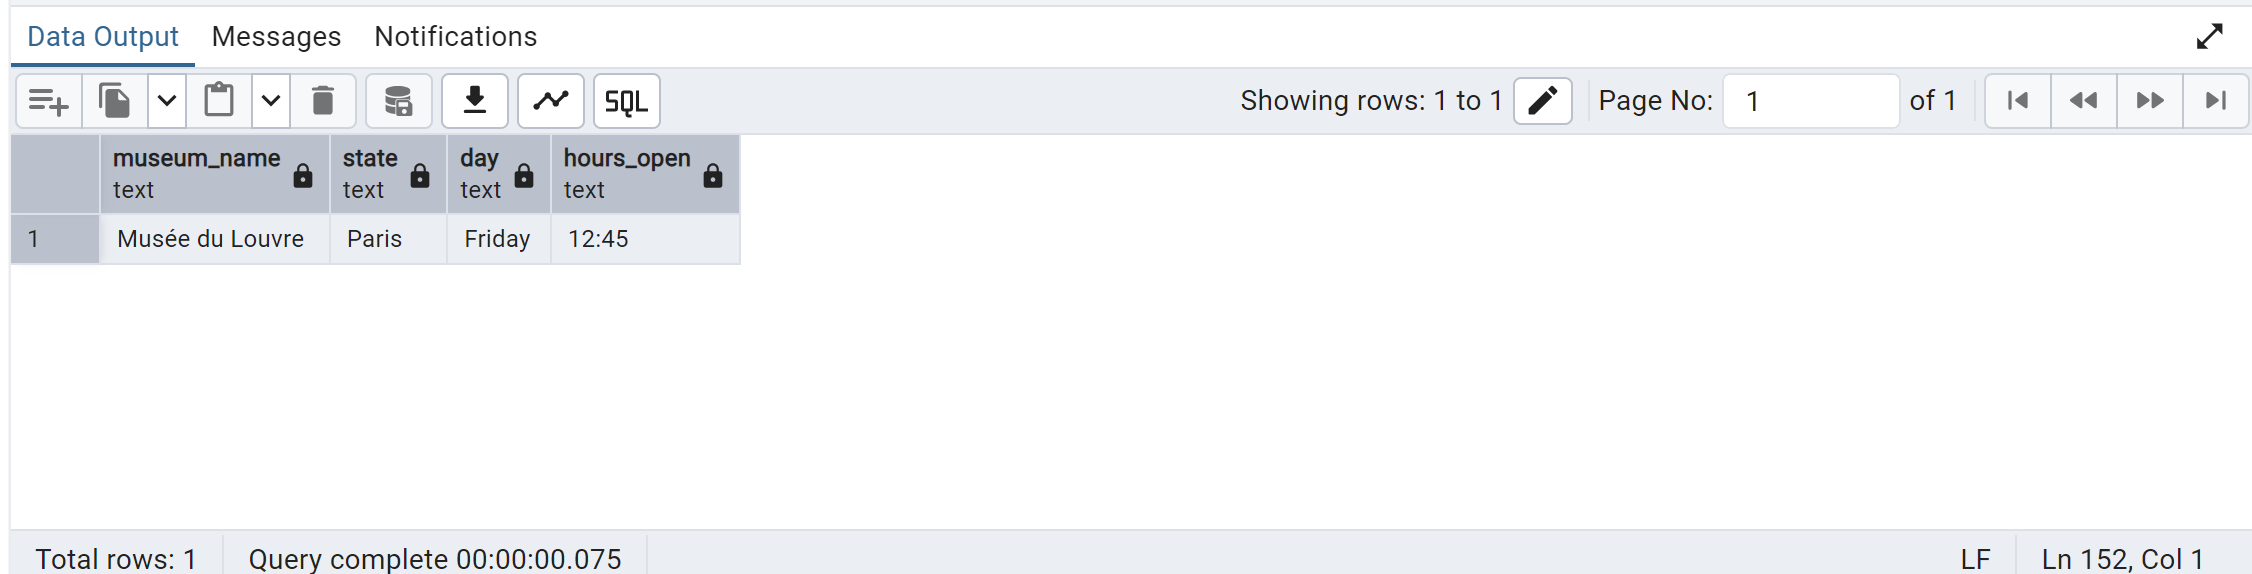 Data Output Messages Notifications
SQL Showing rows: 1 to 1 Page No: 1 of 1
museum_name state day hours_open
text text text text
1 Musée du Louvre Paris Friday 12:45
Total rows: 1 Query complete 00:00:00.075 LF Ln 152, Col 1